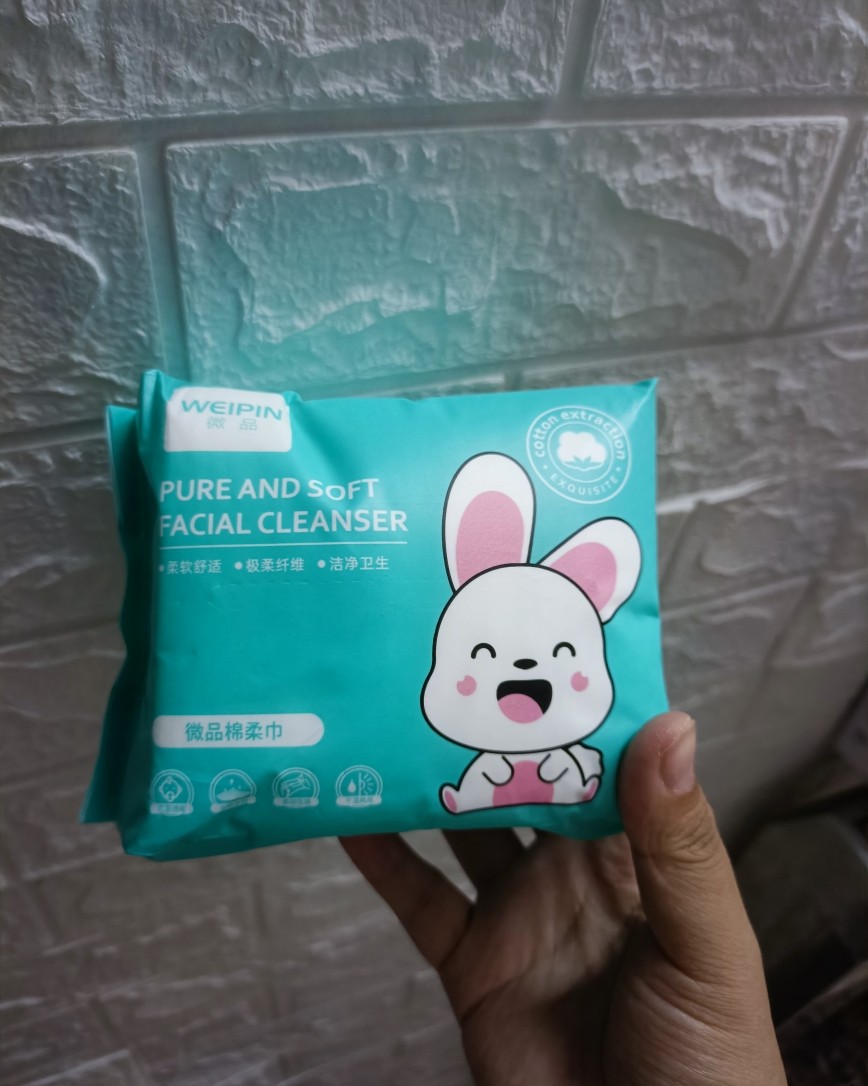 WEIPIN
微 品
cotton extraction
• EXQUISITE •
PURE AND SOFT
FACIAL CLEANSER
•柔软舒适 •极柔纤维 •洁净卫生
微品棉柔巾